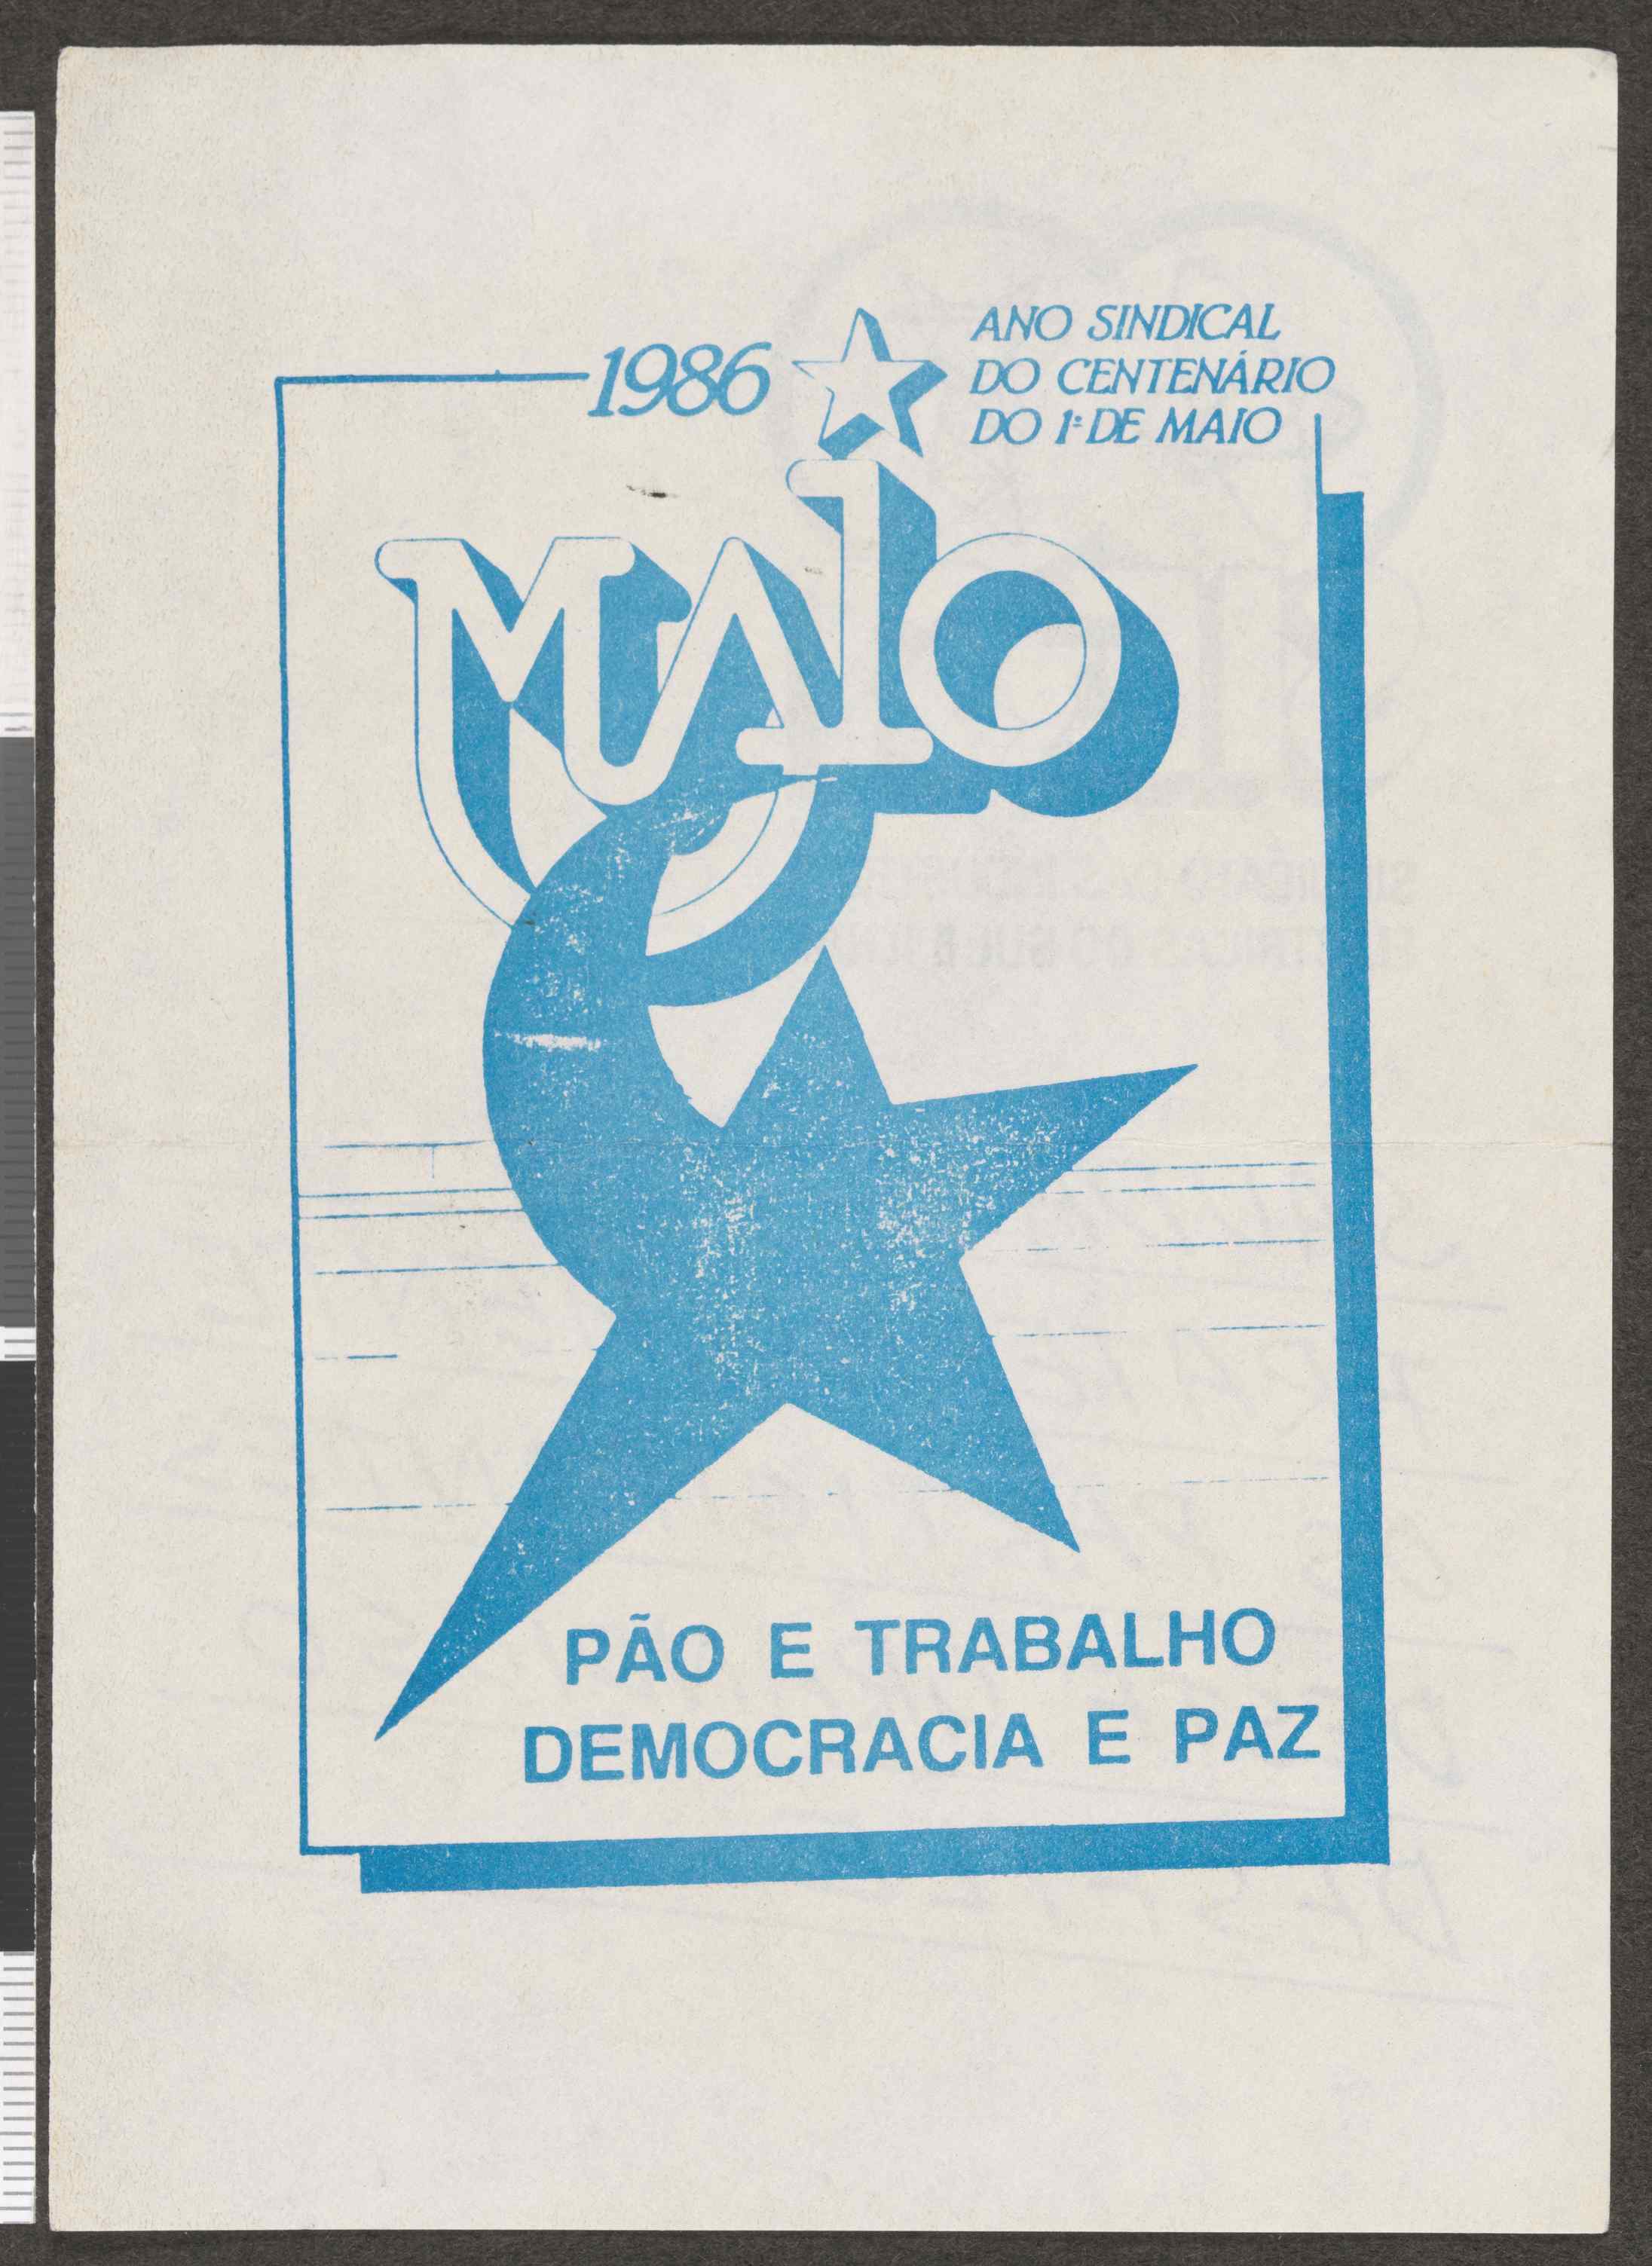 1986
ANO SINDICAL
DO CENTENÁRIO
DO 1º DE MAIO
MAIO
PÃO E TRABALHO
DEMOCRACIA E PAZ